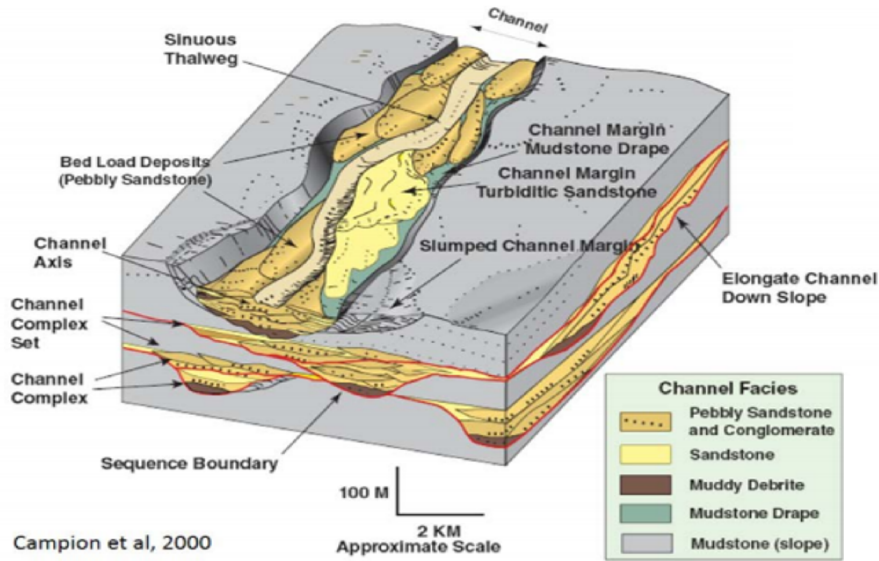 Channel
Sinuous
Thalweg
Channel Margin
Mudstone Drape
Bed Load Deposits
(Pebbly Sandstone)
Channel Margin
Turbiditic Sandstone
Channel
Axis
Slumped Channel Margin
Elongate Channel
Down Slope
Channel
Complex
Set
Channel
Complex
Sequence Boundary
100 M
2 KM
Approximate Scale
Channel Facies
Pebbly Sandstone
and Conglomerate
Sandstone
Muddy Debrite
Mudstone Drape
Mudstone (slope)
Campion et al, 2000